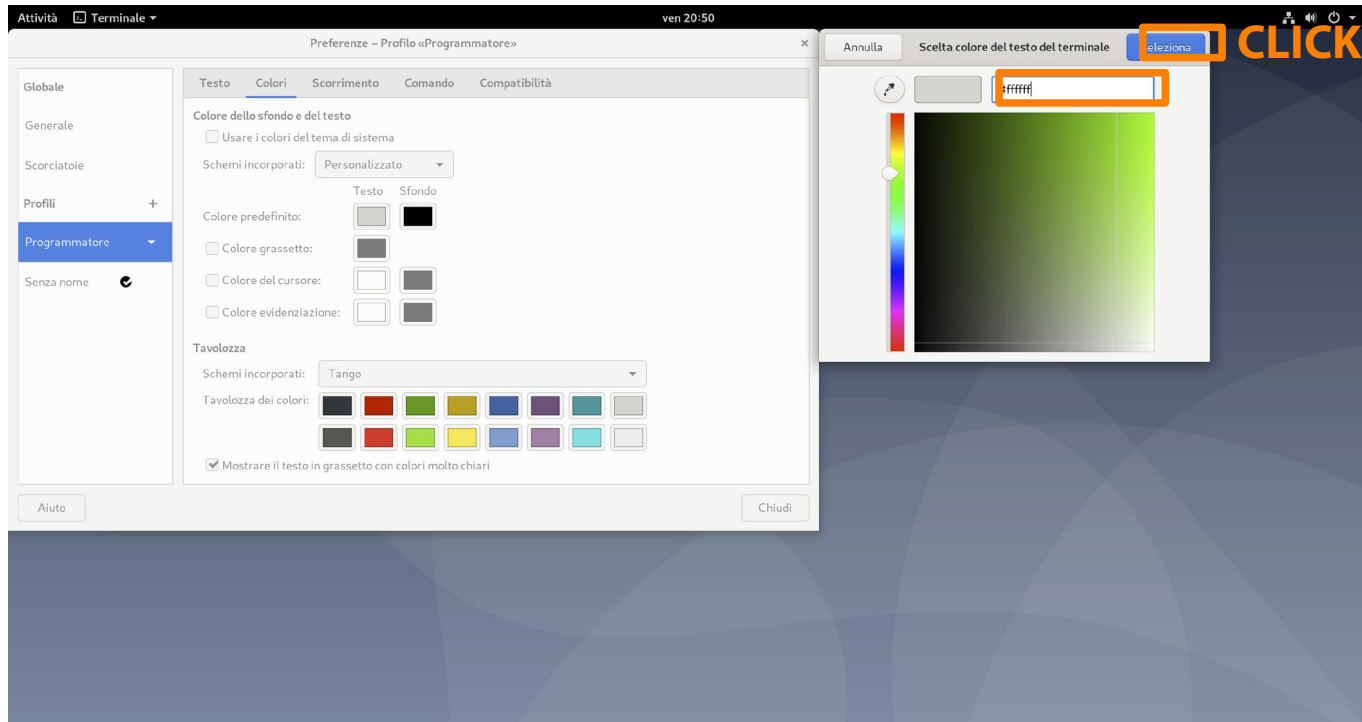 Attività Terminale ven 20:50
Preferenze – Profilo «Programmatore» ×
Annulla Scelta colore del testo del terminale Seleziona CLICK
#ffffff
Globale
Generale
Scorciatoie
Profili +
Programmatore
Senza nome
Testo Colori Scorrimento Comando Compatibilità
Colore dello sfondo e del testo
Usare i colori del tema di sistema
Schemi incorporati: Personalizzato
Testo Sfondo
Colore predefinito:
Colore grassetto:
Colore del cursore:
Colore evidenziazione:
Tavolozza
Schemi incorporati: Tango
Tavolozza dei colori:
Mostrare il testo in grassetto con colori molto chiari
Aiuto Chiudi